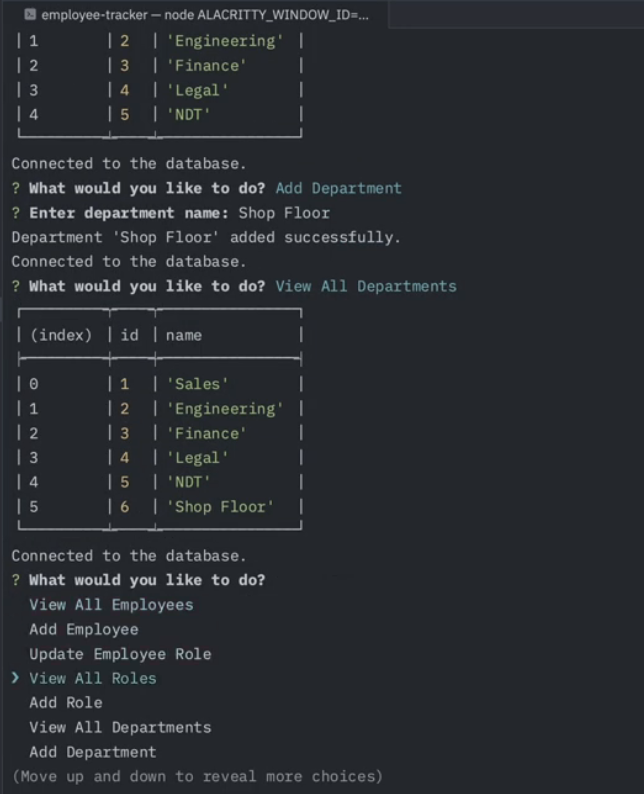 employee-tracker — node ALACRITTY_WINDOW_ID=...
| 1 | 2 | 'Engineering' |
| 2 | 3 | 'Finance' |
| 3 | 4 | 'Legal' |
| 4 | 5 | 'NDT' |
Connected to the database.
? What would you like to do? Add Department
? Enter department name: Shop Floor
Department 'Shop Floor' added successfully.
Connected to the database.
? What would you like to do? View All Departments
| (index) | id | name |
| 0 | 1 | 'Sales' |
| 1 | 2 | 'Engineering' |
| 2 | 3 | 'Finance' |
| 3 | 4 | 'Legal' |
| 4 | 5 | 'NDT' |
| 5 | 6 | 'Shop Floor' |
Connected to the database.
? What would you like to do?
View All Employees
Add Employee
Update Employee Role
❯ View All Roles
Add Role
View All Departments
Add Department
(Move up and down to reveal more choices)